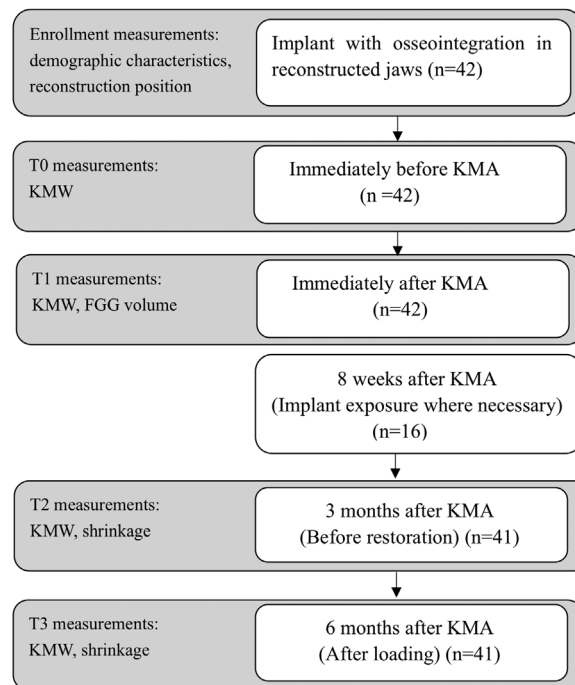 Enrollment measurements:
demographic characteristics,
reconstruction position
Implant with osseointegration in
reconstructed jaws (n=42)
T0 measurements:
KMW
Immediately before KMA
(n =42)
T1 measurements:
KMW, FGG volume
Immediately after KMA
(n=42)
8 weeks after KMA
(Implant exposure where necessary)
(n=16)
T2 measurements:
KMW, shrinkage
3 months after KMA
(Before restoration) (n=41)
T3 measurements:
KMW, shrinkage
6 months after KMA
(After loading) (n=41)